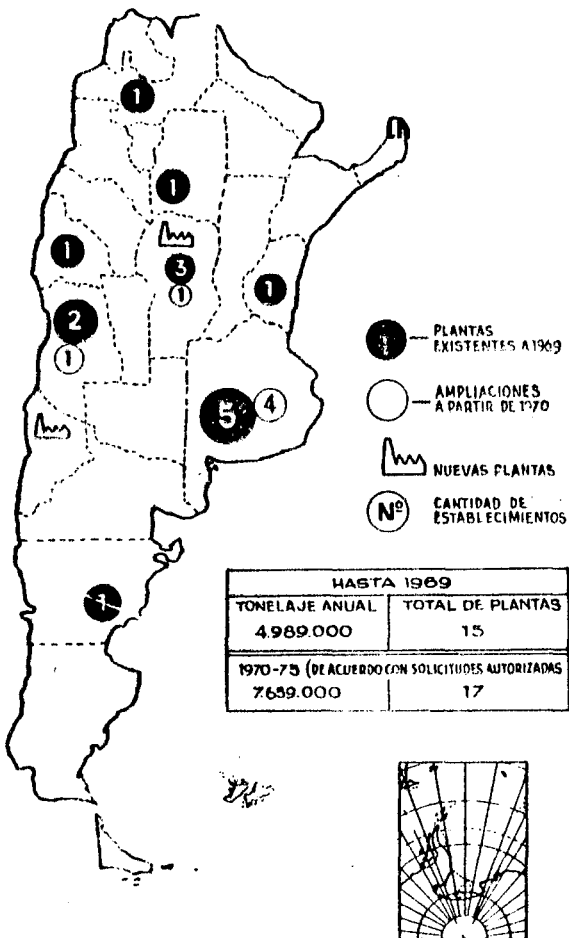 1
1
1
3
1
1
2
1
5
4
1
PLANTAS
EXISTENTES A 1969
AMPLIACIONES
A PARTIR DE 1970
NUEVAS PLANTAS
Nº
CANTIDAD DE
ESTABLECIMIENTOS
HASTA 1969
TONELAJE ANUAL TOTAL DE PLANTAS
4.989.000 15
1970-75 (DE ACUERDO CON SOLICITUDES AUTORIZADAS
7.659.000 17